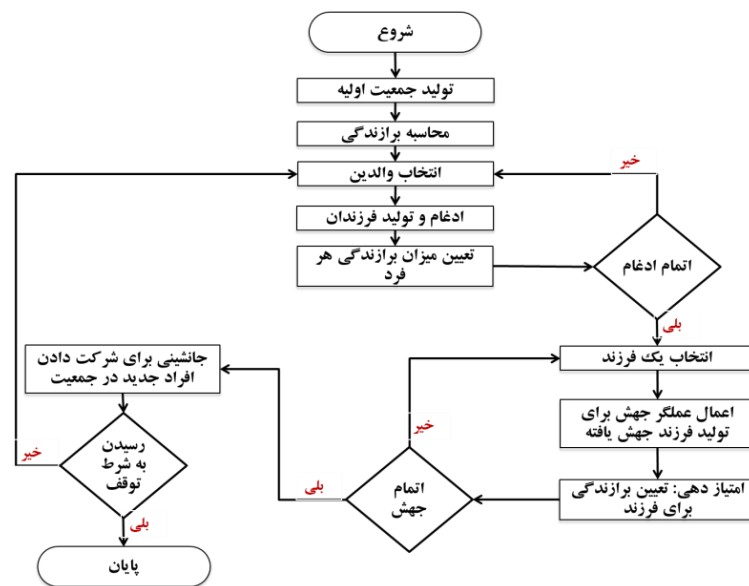 شروع
تولید جمعیت اولیه
محاسبه برازندگی
انتخاب والدین
خیر
ادغام و تولید فرزندان
تعیین میزان برازندگی هر
فرد
اتمام ادغام
بلی
انتخاب یک فرزند
اعمال عملگر جهش برای
تولید فرزند جهش یافته
امتیاز دهی: تعیین برازندگی
برای فرزند
اتمام
جهش
خیر
بلی
جانشینی برای شرکت دادن
افراد جدید در جمعیت
رسیدن
به شرط
توقف
خیر
بلی
پایان